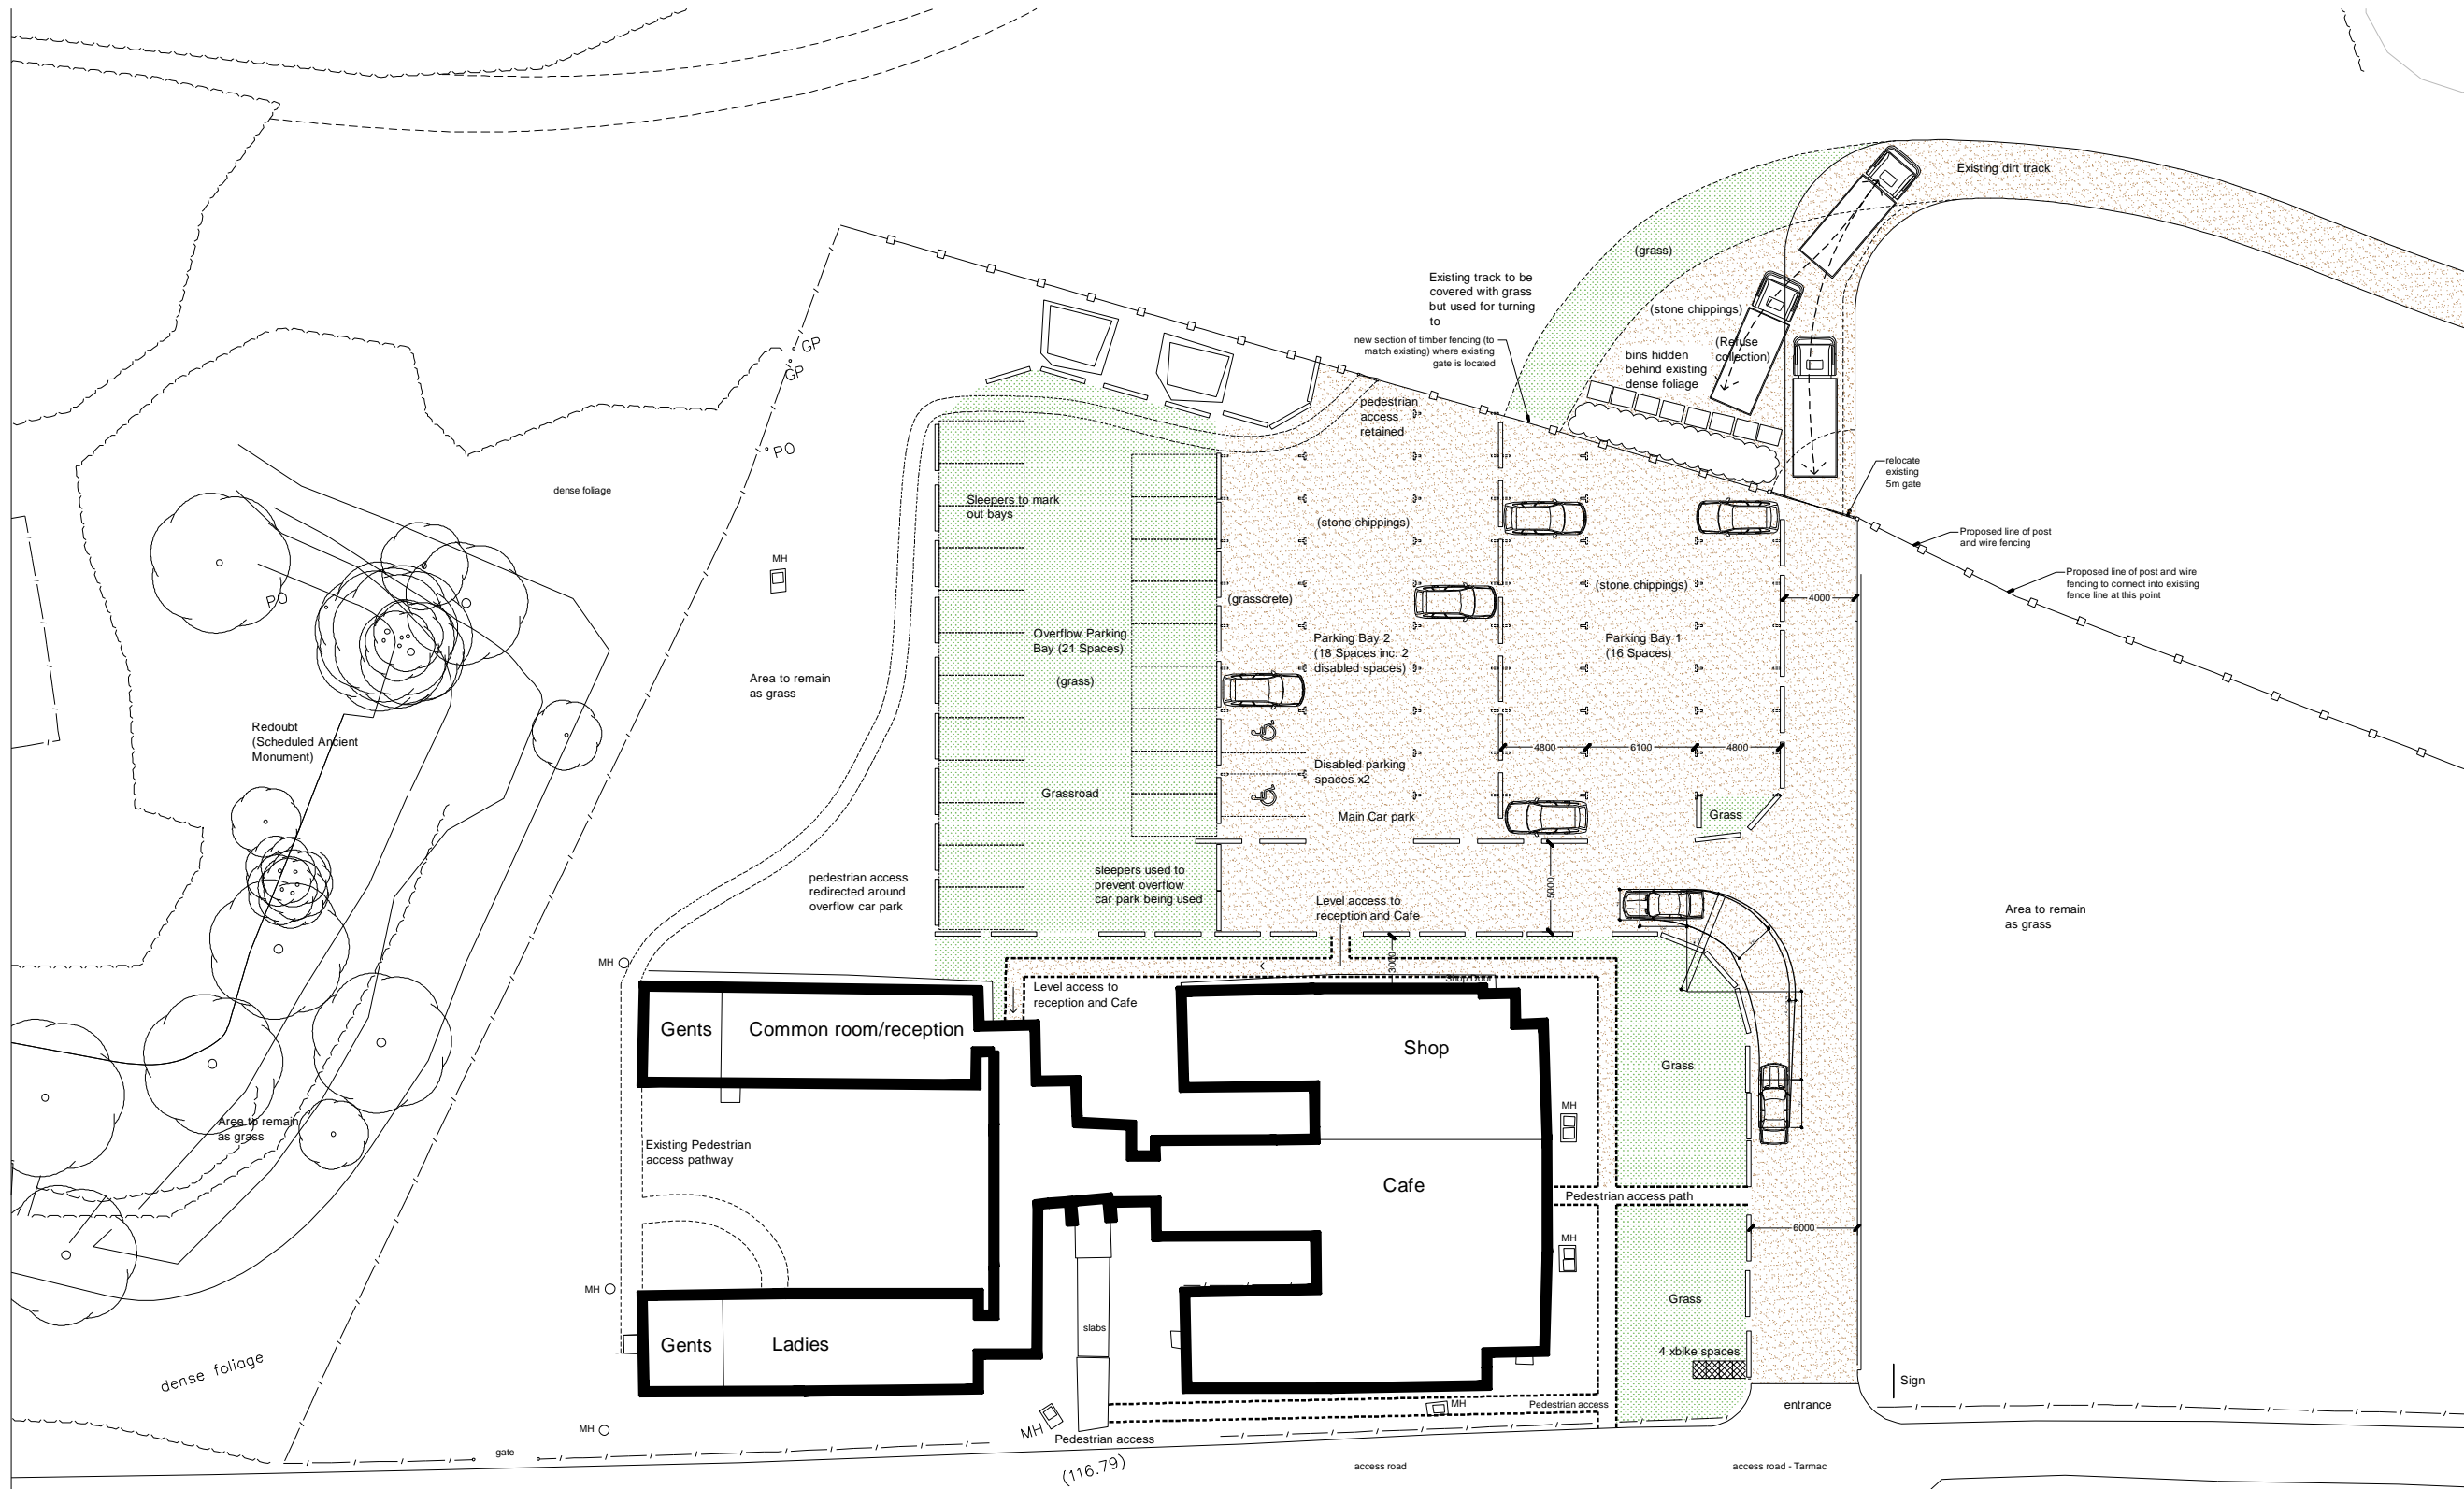 Existing dirt track
(grass)
Existing track to be
covered with grass
but used for turning
to
(stone chippings)
GP
GP
new section of timber fencing (to
match existing) where existing
gate is located
(Refuse
collection)
bins hidden
behind existing
dense foliage
pedestrian
access
retained
PO
relocate
existing
5m gate
dense foliage
Sleepers to mark
out bays
(stone chippings)
Proposed line of post
and wire fencing
MH
Proposed line of post and wire
fencing to connect into existing
fence line at this point
PO
(grasscrete)
(stone chippings)
4000
Overflow Parking
Bay (21 Spaces)
(grass)
Parking Bay 2
(18 Spaces inc. 2
disabled spaces)
Parking Bay 1
(16 Spaces)
Area to remain
as grass
Redoubt
(Scheduled Ancient
Monument)
4800
6100
4800
Disabled parking
spaces x2
Grassroad
Main Car park
Grass
pedestrian access
redirected around
overflow car park
sleepers used to
prevent overflow
car park being used
5000
Level access to
reception and Cafe
Area to remain
as grass
MH
3000
Shop Door
Level access to
reception and Cafe
Gents
Common room/reception
Shop
Grass
MH
Area to remain
as grass
Existing Pedestrian
access pathway
Cafe
Pedestrian access path
6000
MH
MH
Grass
slabs
Gents
Ladies
4 xbike spaces
dense foliage
Sign
MH
Pedestrian access
entrance
MH
MH
Pedestrian access
gate
(116.79)
access road
access road - Tarmac